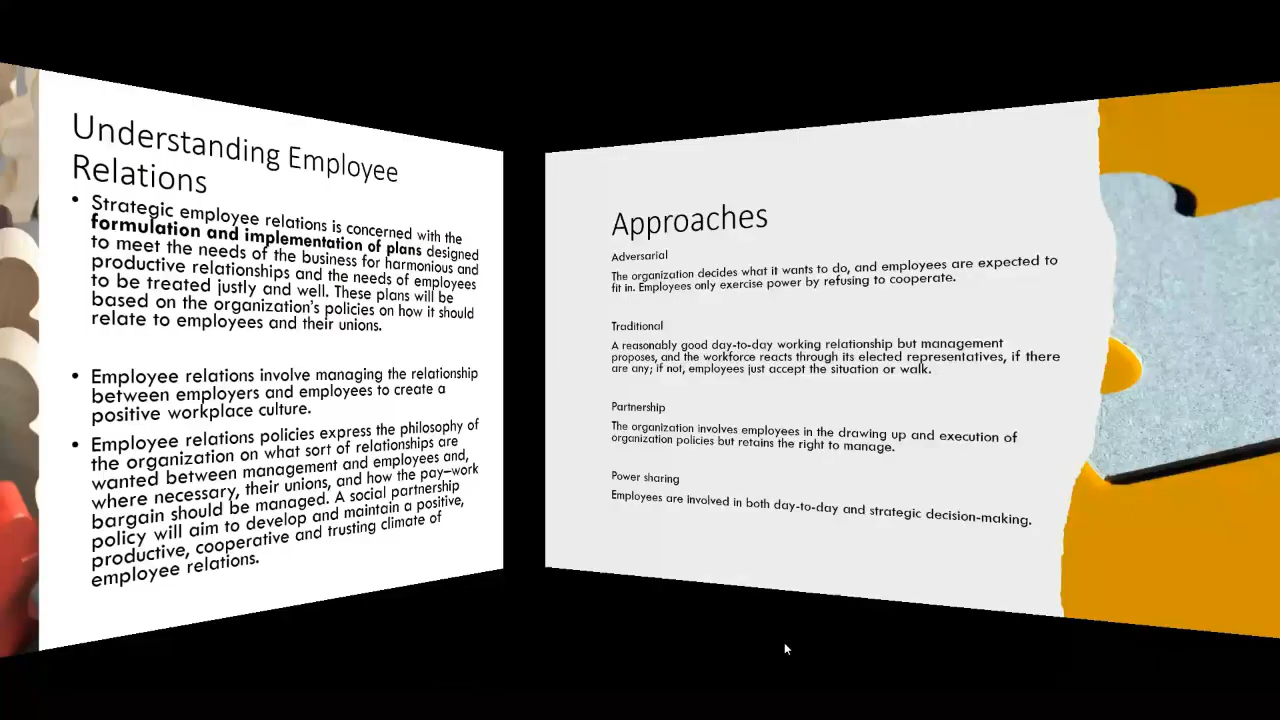 Understanding Employee
Relations
• Strategic employee relations is concerned with the
formulation and implementation of plans designed
to meet the needs of the business for harmonious and
productive relationships and the needs of employees
to be treated justly and well. These plans will be
based on the organization's policies on how it should
relate to employees and their unions.
• Employee relations involve managing the relationship
between employers and employees to create a
positive workplace culture.
• Employee relations policies express the philosophy of
the organization on what sort of relationships are
wanted between management and employees and,
where necessary, their unions, and how the pay–work
bargain should be managed. A social partnership
policy will aim to develop and maintain a positive,
productive, cooperative and trusting climate of
employee relations.
Approaches
Adversarial
The organization decides what it wants to do, and employees are expected to
fit in. Employees only exercise power by refusing to cooperate.
Traditional
A reasonably good day-to-day working relationship but management
proposes, and the workforce reacts through its elected representatives, if there
are any; if not, employees just accept the situation or walk.
Partnership
The organization involves employees in the drawing up and execution of
organization policies but retains the right to manage.
Power sharing
Employees are involved in both day-to-day and strategic decision-making.